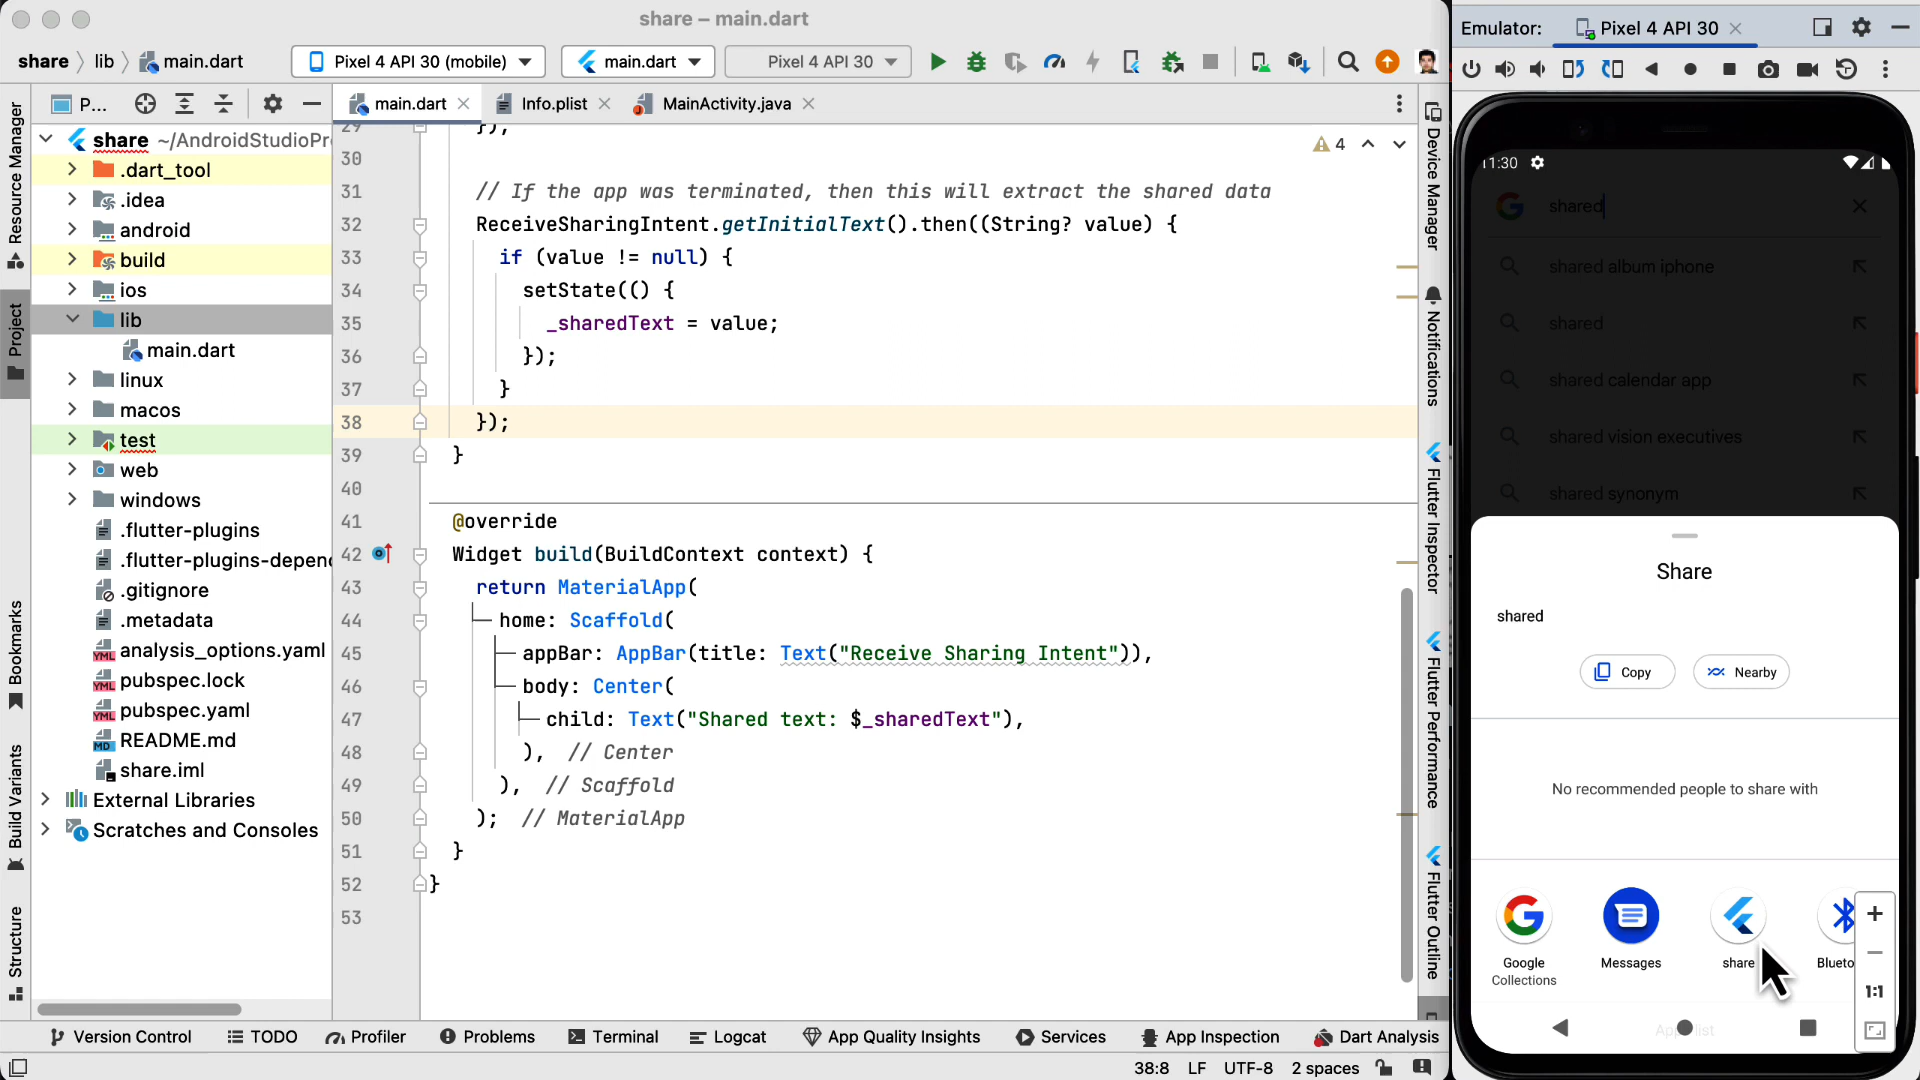 share – main.dart
share lib main.dart
Pixel 4 API 30 (mobile)
main.dart
Pixel 4 API 30
P...
main.dart
Info.plist
MainActivity.java
Resource Manager
Project
Bookmarks
Build Variants
Structure
share ~/AndroidStudioPr
.dart_tool
.idea
android
build
ios
lib
main.dart
linux
macos
test
web
windows
.flutter-plugins
.flutter-plugins-depen
.gitignore
.metadata
analysis_options.yaml
pubspec.lock
pubspec.yaml
README.md
share.iml
External Libraries
Scratches and Consoles
4
29 });
30
31 // If the app was terminated, then this will extract the shared data
32 ReceiveSharingIntent.getInitialText().then((String? value) {
33 if (value != null) {
34 setState(() {
35 _sharedText = value;
36 });
37 }
38 });
39 }
40
41 @override
42 Widget build(BuildContext context) {
43 return MaterialApp(
44 home: Scaffold(
45 appBar: AppBar(title: Text("Receive Sharing Intent")),
46 body: Center(
47 child: Text("Shared text: $_sharedText"),
48 ), // Center
49 ), // Scaffold
50 ); // MaterialApp
51 }
52 }
53
Device Manager
Notifications
Flutter Inspector
Flutter Performance
Flutter Outline
Version Control
TODO
Profiler
Problems
Terminal
Logcat
App Quality Insights
Services
App Inspection
Dart Analysis
38:8 LF UTF-8 2 spaces
Emulator: Pixel 4 API 30
11:30
shared
shared album iphone
shared
shared calendar app
shared vision executives
shared synonym
Share
shared
Copy
Nearby
No recommended people to share with
Google
Collections
Messages
share
Blueto
1:1